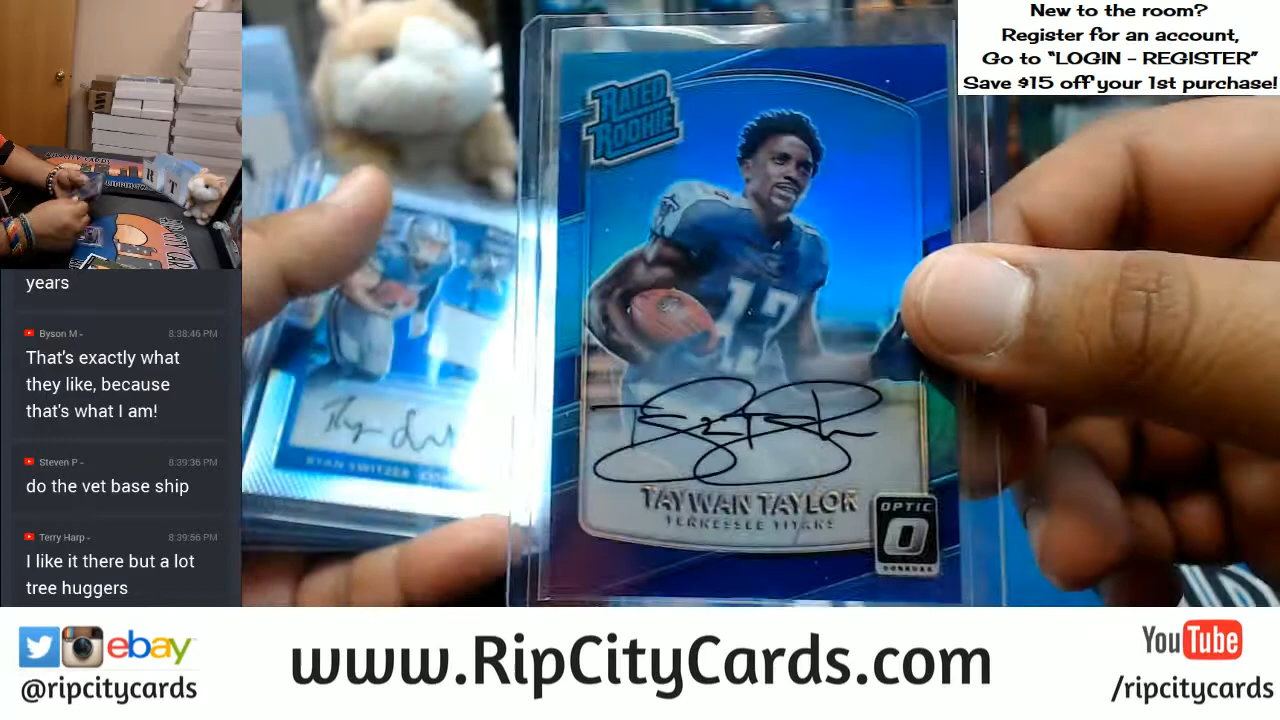 New to the room?
Register for an account,
Go to “LOGIN - REGISTER”
Save $15 off your 1st purchase!
RATED
ROOKIE
17
TAYWAN TAYLOR
TENNESSEE TITANS
OPTIC
DONRUSS
RYAN SWITZER
years
Byson M - 8:38:46 PM
That's exactly what
they like, because
that's what I am!
Steven P - 8:39:36 PM
do the vet base ship
Terry Harp - 8:39:56 PM
I like it there but a lot
tree huggers
ebay
@ripcitycards
www.RipCityCards.com
YouTube
/ripcitycards